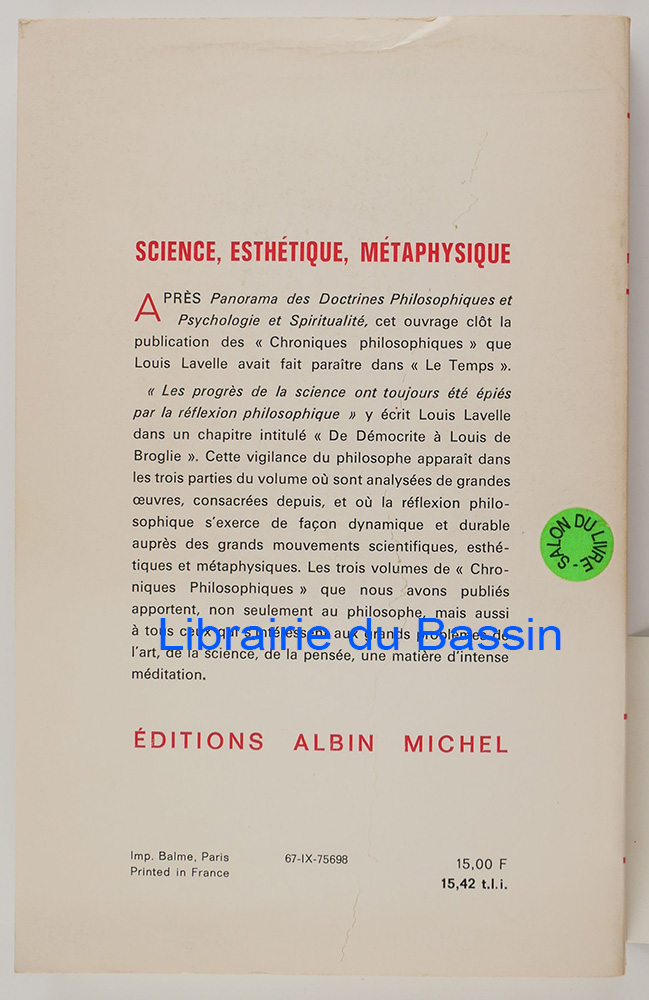 SCIENCE, ESTHÉTIQUE, MÉTAPHYSIQUE
APRÈS Panorama des Doctrines Philosophiques et
Psychologie et Spiritualité, cet ouvrage clôt la
publication des « Chroniques philosophiques » que
Louis Lavelle avait fait paraître dans « Le Temps ».
« Les progrès de la science ont toujours été épiés
par la réflexion philosophique » y écrit Louis Lavelle
dans un chapitre intitulé « De Démocrite à Louis de
Broglie ». Cette vigilance du philosophe apparaît dans
les trois parties du volume où sont analysées de grandes
œuvres, consacrées depuis, et où la réflexion philo-
sophique s'exerce de façon dynamique et durable
auprès des grands mouvements scientifiques, esthé-
tiques et métaphysiques. Les trois volumes de « Chro-
niques Philosophiques » que nous avons publiés
apportent, non seulement au philosophe, mais aussi
à tous ceux qui s'intéressent aux grands problèmes de
l'art, de la science, de la pensée, une matière d'intense
méditation.
Librairie du Bassin
SALON DU LIVRE -
ÉDITIONS ALBIN MICHEL
Imp. Balme, Paris
Printed in France
67-IX-75698
15,00 F
15,42 t.l.i.